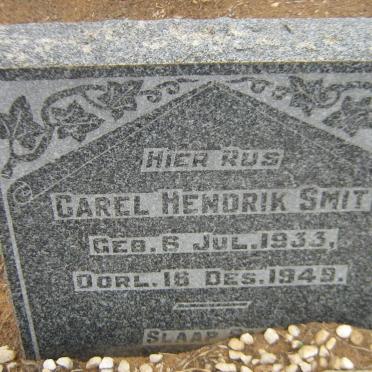 HIER RUS
CAREL HENDRIK SMIT
GEB. 6 JUL. 1933,
OORL. 16 DES. 1949.
SLAAP